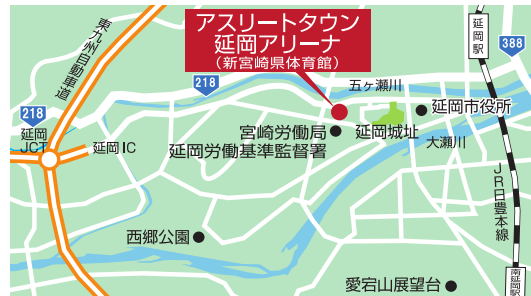 アスリートタウン
延岡アリーナ
（新宮崎県体育館）
東九州自動車道
218
218
388
延岡駅
五ヶ瀬川
延岡市役所
宮崎労働局
延岡労働基準監督署
延岡城址
大瀬川
延岡
JCT
延岡IC
JR日豊本線
西郷公園
愛宕山展望台
南延岡駅